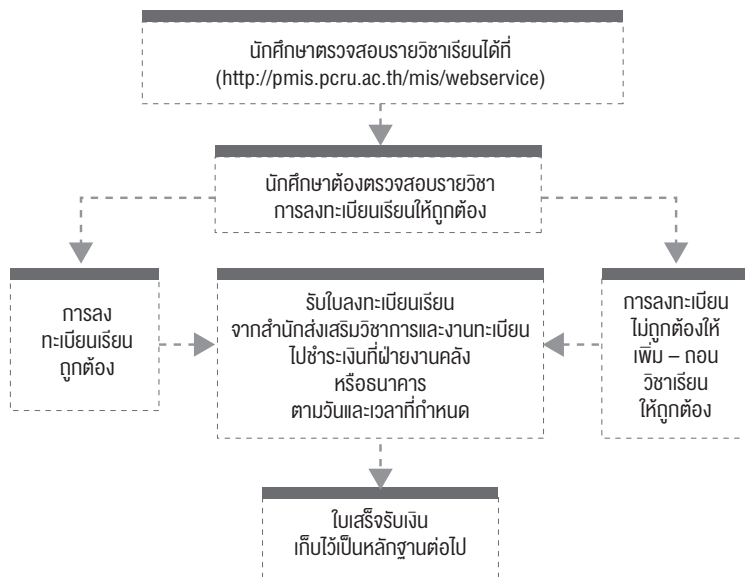 นักศึกษาตรวจสอบรายวิชาเรียนได้ที่
(http://pmis.pcru.ac.th/mis/webservice)
นักศึกษาต้องตรวจสอบรายวิชา
การลงทะเบียนเรียนให้ถูกต้อง
การลง
ทะเบียนเรียน
ถูกต้อง
รับใบลงทะเบียนเรียน
จากสำนักส่งเสริมวิชาการและงานทะเบียน
ไปชำระเงินที่ฝ่ายงานคลัง
หรือธนาคาร
ตามวันและเวลาที่กำหนด
การลงทะเบียน
ไม่ถูกต้องให้
เพิ่ม – ถอน
วิชาเรียน
ให้ถูกต้อง
ใบเสร็จรับเงิน
เก็บไว้เป็นหลักฐานต่อไป